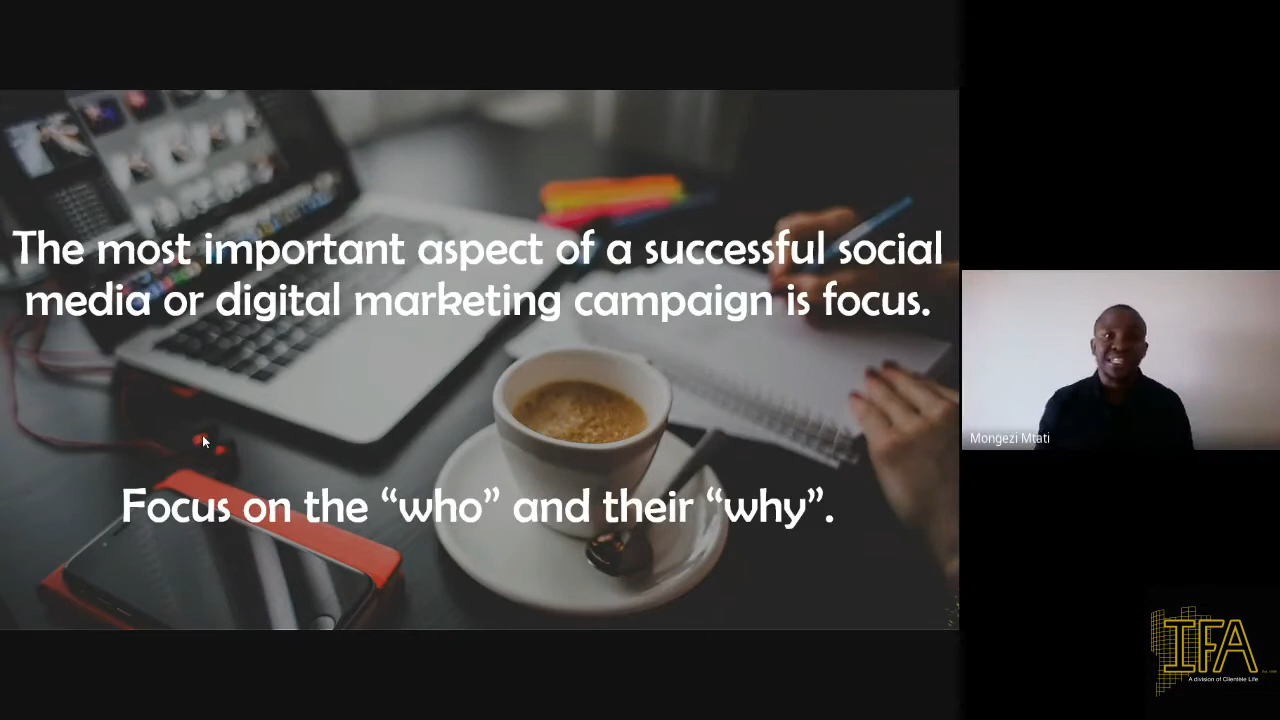 The most important aspect of a successful social
media or digital marketing campaign is focus.
Focus on the “who” and their “why”.
Mongezi Mtati
IFA
A division of Clientèle Life